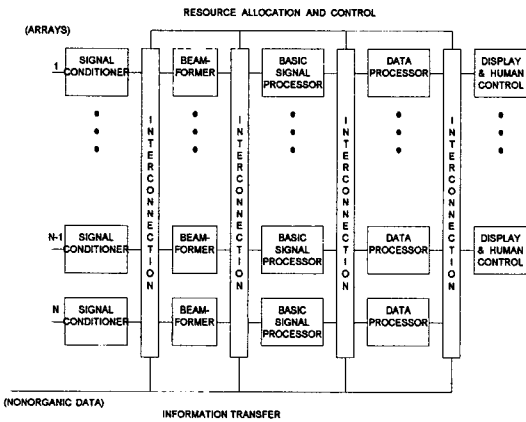 RESOURCE ALLOCATION AND CONTROL
(ARRAYS)
1
SIGNAL
CONDITIONER
BEAM-
FORMER
BASIC
SIGNAL
PROCESSOR
DATA
PROCESSOR
DISPLAY
& HUMAN
CONTROL
INTERCONNECTION
INTERCONNECTION
INTERCONNECTION
INTERCONNECTION
N-1
SIGNAL
CONDITIONER
BEAM-
FORMER
BASIC
SIGNAL
PROCESSOR
DATA
PROCESSOR
DISPLAY
& HUMAN
CONTROL
N
SIGNAL
CONDITIONER
BEAM-
FORMER
BASIC
SIGNAL
PROCESSOR
DATA
PROCESSOR
(NONORGANIC DATA)
INFORMATION TRANSFER